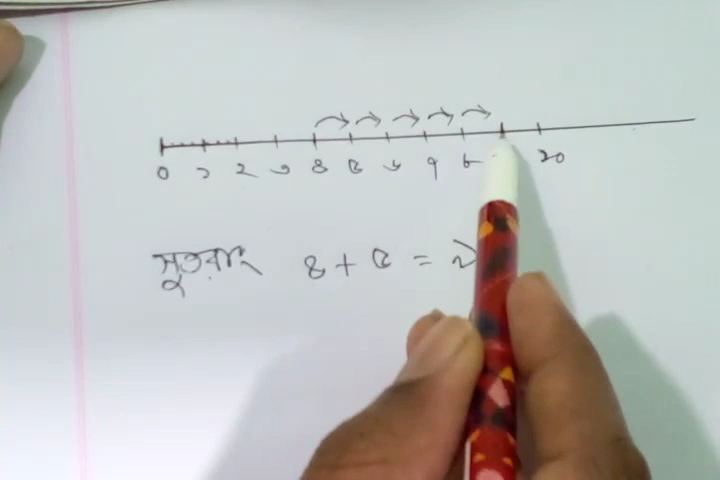 ০ ১ ২ ৩ ৪ ৫ ৬ ৭ ৮ ১০
সুতরাং ৪ + ৫ = ৯